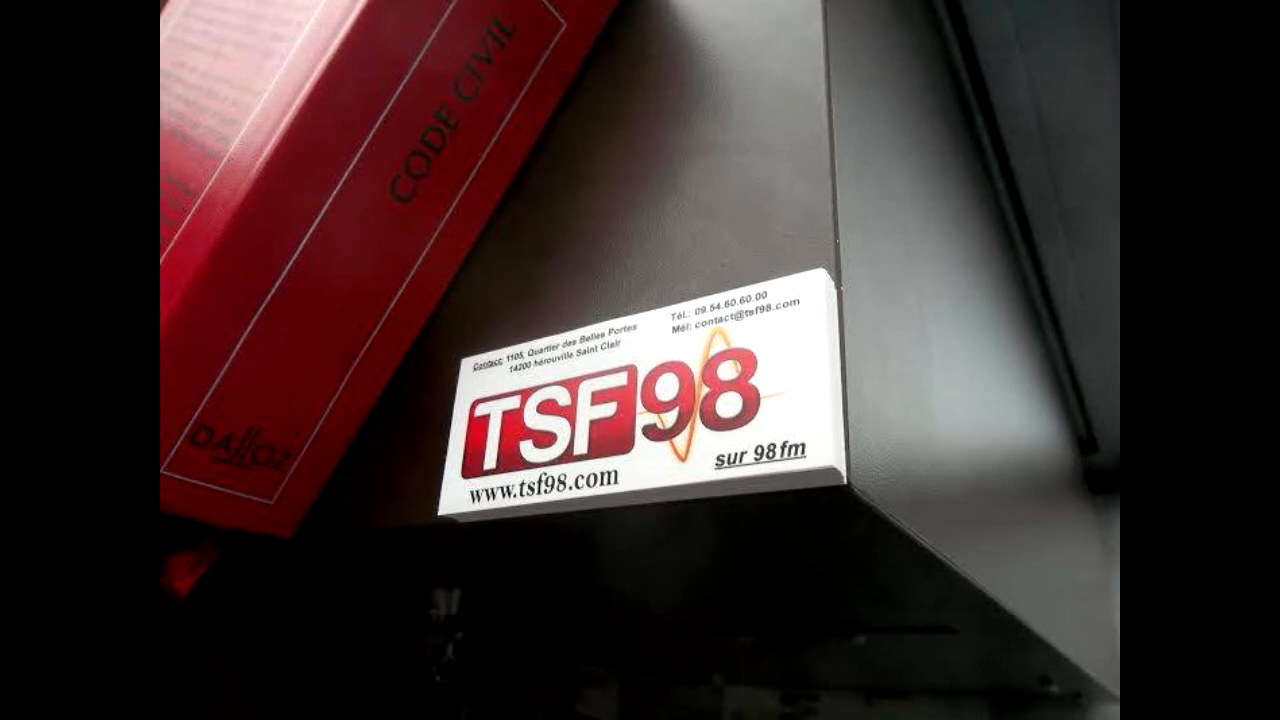 CODE CIVIL
DALLOZ
Contact: 1105, Quartier des Belles Portes
14200 hérouville Saint Clair
Tél.: 09.54.60.60.00
Mél: contact@tsf98.com
TSF98
sur 98fm
www.tsf98.com